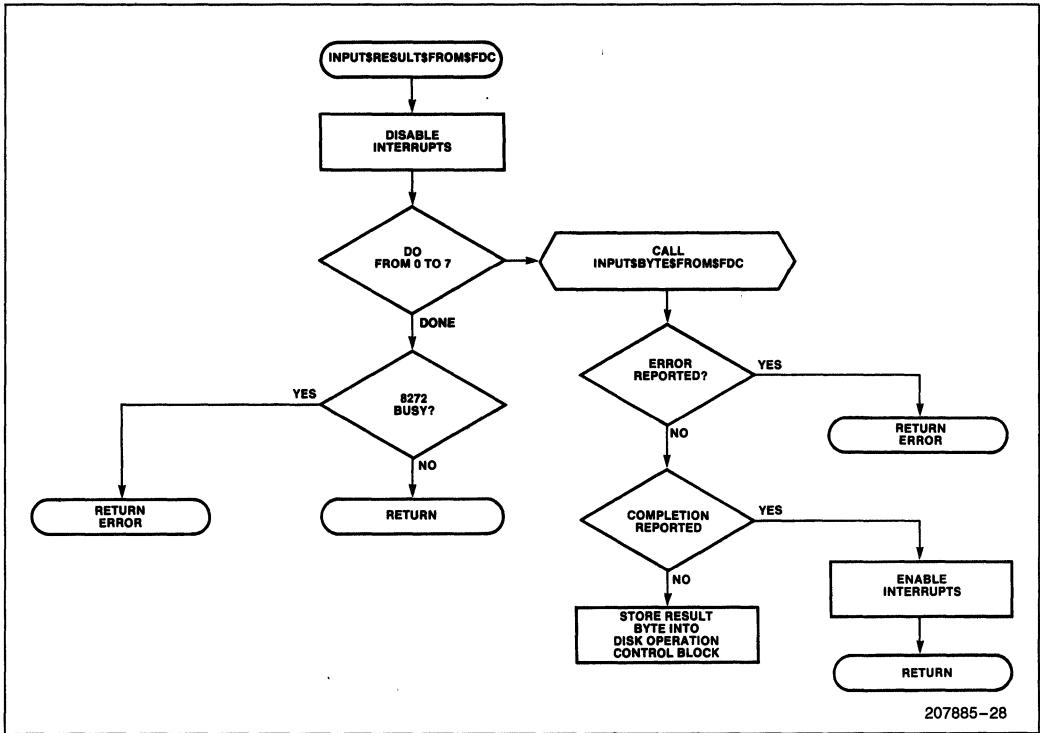 INPUT$RESULT$FROM$FDC
DISABLE
INTERRUPTS
DO
FROM 0 TO 7
CALL
INPUT$BYTE$FROM$FDC
DONE
8272
BUSY?
YES
NO
RETURN
ERROR
RETURN
ERROR
REPORTED?
YES
NO
RETURN
ERROR
COMPLETION
REPORTED
YES
NO
ENABLE
INTERRUPTS
STORE RESULT
BYTE INTO
DISK OPERATION
CONTROL BLOCK
RETURN
207885-28